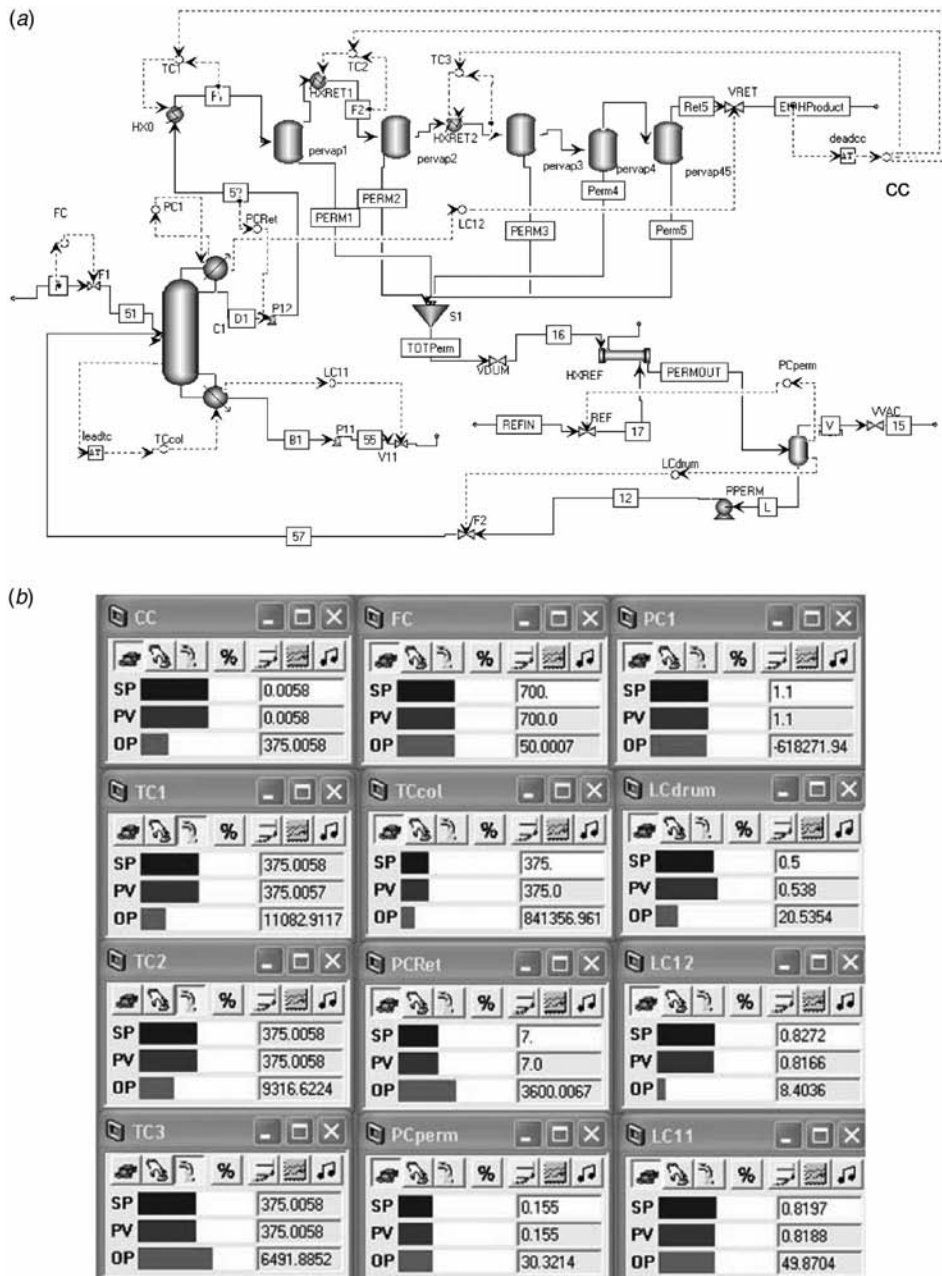 (a)
TC1
F1
HX0
HXRET1
TC2
F2
TC3
HXRET2
pervap1
pervap2
pervap3
pervap4
pervap45
Ret5
VRET
deadcc
ΔT
CC
PERM1
PERM2
PERM3
Perm4
Perm5
FC
PC1
PCRet
LC12
F1
51
C1
D1
P12
S1
TOTPerm
VDUM
16
HXREF
PERMOUT
PCperm
LC11
REFIN
REF
17
V
VVAC
15
ΔT
TCcol
B1
P11
55
V11
LCdrum
PPERM
12
L
57
(b)
CC
%
SP 0.0058
PV 0.0058
OP 375.0058
FC
%
SP 700.
PV 700.0
OP 50.0007
PC1
%
SP 1.1
PV 1.1
OP -618271.94
TC1
%
SP 375.0058
PV 375.0057
OP 11082.9117
TCcol
%
SP 375.
PV 375.0
OP 841356.961
LCdrum
%
SP 0.5
PV 0.538
OP 20.5354
TC2
%
SP 375.0058
PV 375.0058
OP 9316.6224
PCRet
%
SP 7.
PV 7.0
OP 3600.0067
LC12
%
SP 0.8272
PV 0.8166
OP 8.4036
TC3
%
SP 375.0058
PV 375.0058
OP 6491.8852
PCperm
%
SP 0.155
PV 0.155
OP 30.3214
LC11
%
SP 0.8197
PV 0.8188
OP 49.8704